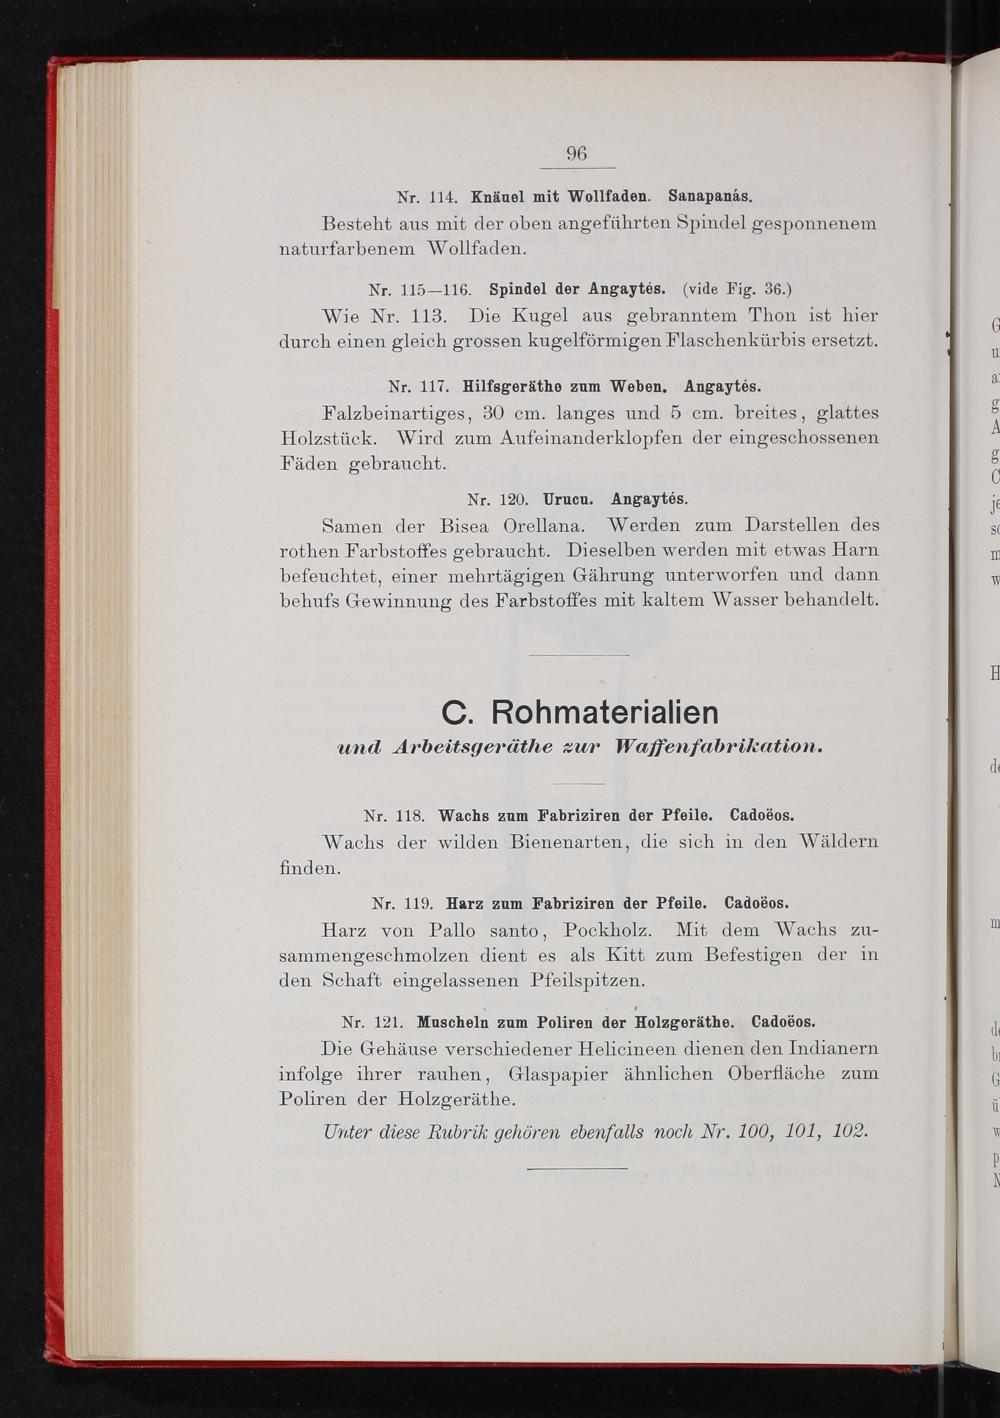 96
Nr. 114. Knäuel mit Wollfaden. Sanapanás.
Besteht aus mit der oben angeführten Spindel gesponnenem
naturfarbenem Wollfaden.
Nr. 115—116. Spindel der Angaytés. (vide Fig. 36.)
Wie Nr. 113. Die Kugel aus gebranntem Thon ist hier
durch einen gleich grossen kugelförmigen Flaschenkürbis ersetzt.
Nr. 117. Hilfsgeräthe zum Weben. Angaytés.
Falzbeinartiges, 30 cm. langes und 5 cm. breites, glattes
Holzstück. Wird zum Aufeinanderklopfen der eingeschossenen
Fäden gebraucht.
Nr. 120. Urucu. Angaytés.
Samen der Bisea Orellana. Werden zum Darstellen des
rothen Farbstoffes gebraucht. Dieselben werden mit etwas Harn
befeuchtet, einer mehrtägigen Gährung unterworfen und dann
behufs Gewinnung des Farbstoffes mit kaltem Wasser behandelt.
C. Rohmaterialien
und Arbeitsgeräthe zur Waffenfabrikation.
Nr. 118. Wachs zum Fabriziren der Pfeile. Cadoëos.
Wachs der wilden Bienenarten, die sich in den Wäldern
finden.
Nr. 119. Harz zum Fabriziren der Pfeile. Cadoëos.
Harz von Pallo santo, Pockholz. Mit dem Wachs zu-
sammengeschmolzen dient es als Kitt zum Befestigen der in
den Schaft eingelassenen Pfeilspitzen.
Nr. 121. Muscheln zum Poliren der Holzgeräthe. Cadoëos.
Die Gehäuse verschiedener Helicineen dienen den Indianern
infolge ihrer rauhen, Glaspapier ähnlichen Oberfläche zum
Poliren der Holzgeräthe.
Unter diese Rubrik gehören ebenfalls noch Nr. 100, 101, 102.